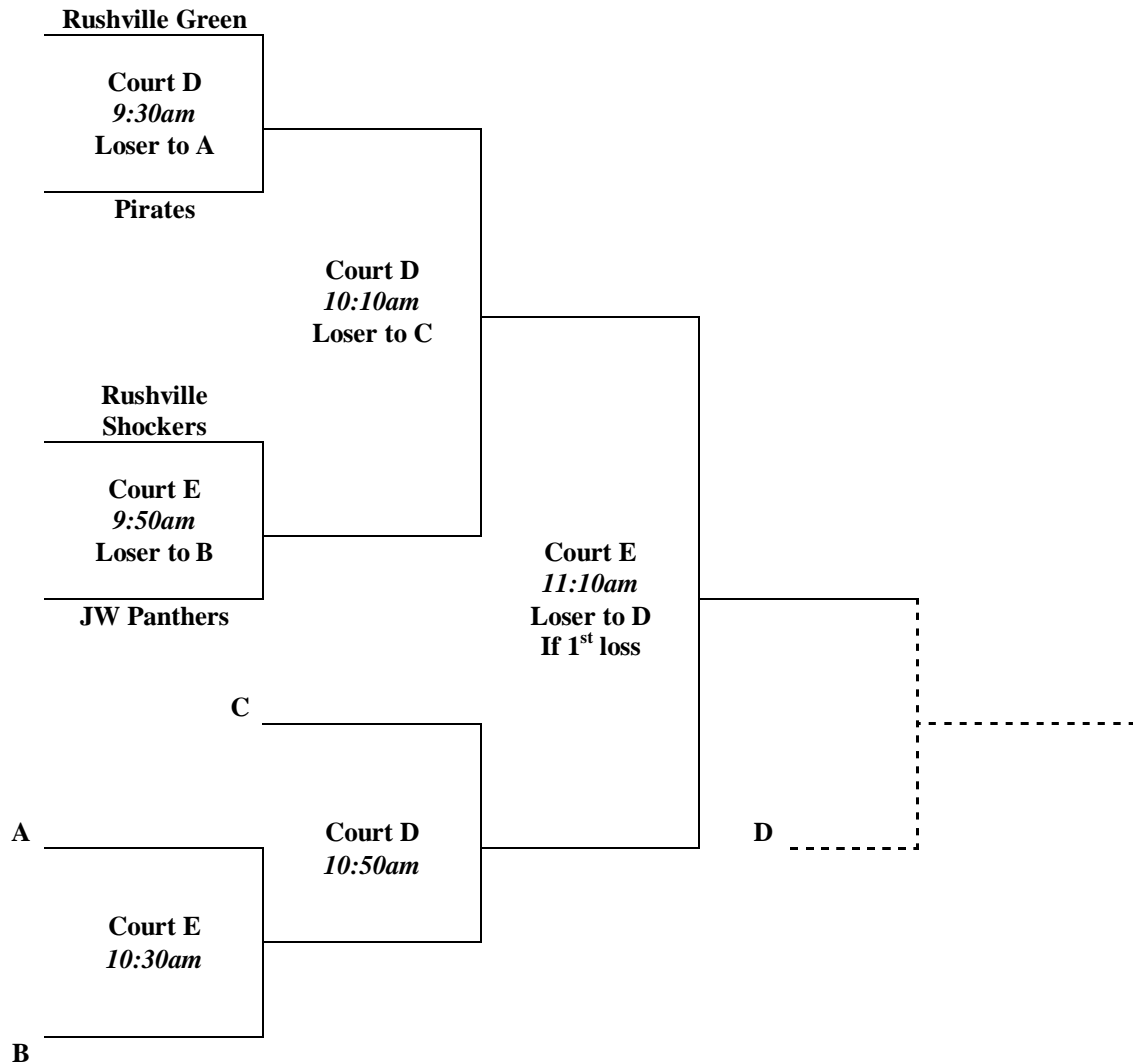 Rushville Green
Court D
9:30am
Loser to A
Pirates
Court D
10:10am
Loser to C
Rushville
Shockers
Court E
9:50am
Loser to B
JW Panthers
Court E
11:10am
Loser to D
If 1st loss
C
A
Court D
10:50am
D
Court E
10:30am
B